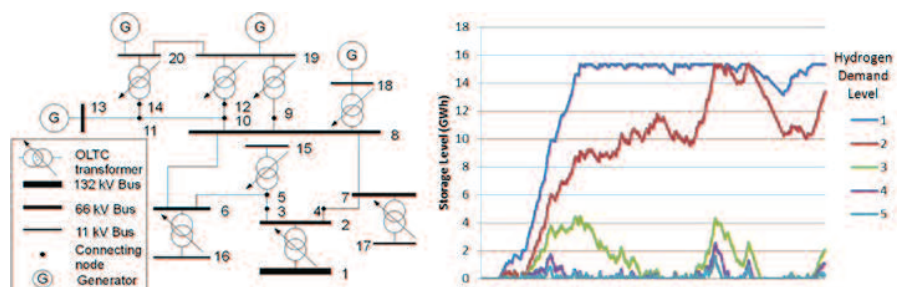 G
G
G
20
19
18
G
13
14
12
9
11
10
8
15
5
6
3
4
7
2
16
17
1
OLTC
transformer
132 kV Bus
66 kV Bus
11 kV Bus
Connecting
node
G
Generator
Storage Level (GWh)
18
16
14
12
10
8
6
4
2
0
Hydrogen
Demand
Level
1
2
3
4
5